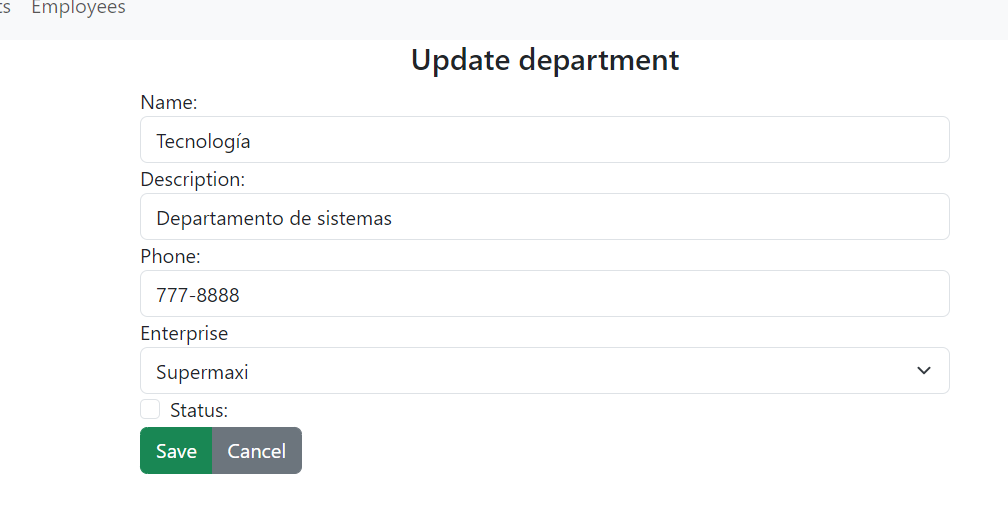 ts Employees
Update department
Name:
Tecnología
Description:
Departamento de sistemas
Phone:
777-8888
Enterprise
Supermaxi
Status:
Save Cancel